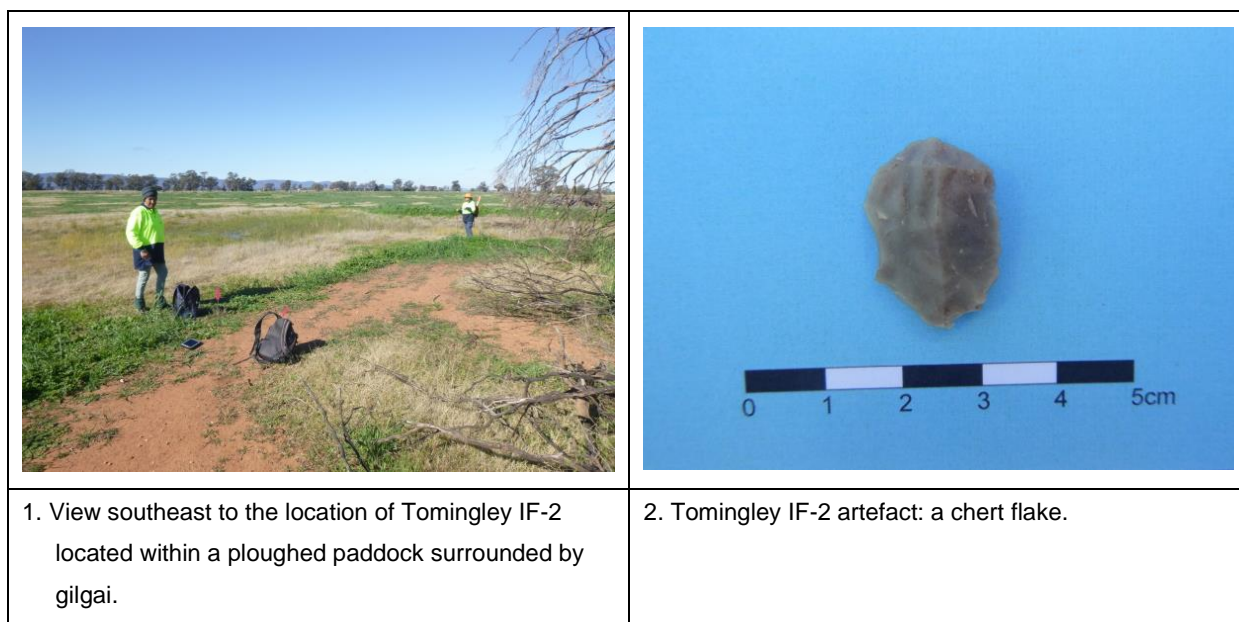 0 1 2 3 4 5cm
1. View southeast to the location of Tomingley IF-2
located within a ploughed paddock surrounded by
gilgai.
2. Tomingley IF-2 artefact: a chert flake.